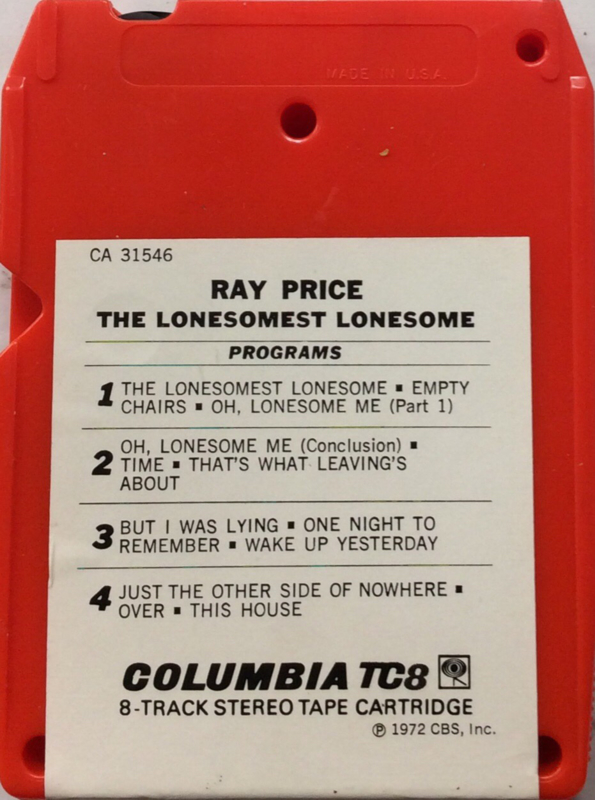 MADE IN U.S.A.
CA 31546
RAY PRICE
THE LONESOMEST LONESOME
PROGRAMS
1 THE LONESOMEST LONESOME ▪ EMPTY
CHAIRS ▪ OH, LONESOME ME (Part 1)
2 OH, LONESOME ME (Conclusion) ▪
TIME ▪ THAT'S WHAT LEAVING'S
ABOUT
3 BUT I WAS LYING ▪ ONE NIGHT TO
REMEMBER ▪ WAKE UP YESTERDAY
4 JUST THE OTHER SIDE OF NOWHERE ▪
OVER ▪ THIS HOUSE
COLUMBIA TC8
8-TRACK STEREO TAPE CARTRIDGE
℗ 1972 CBS, Inc.